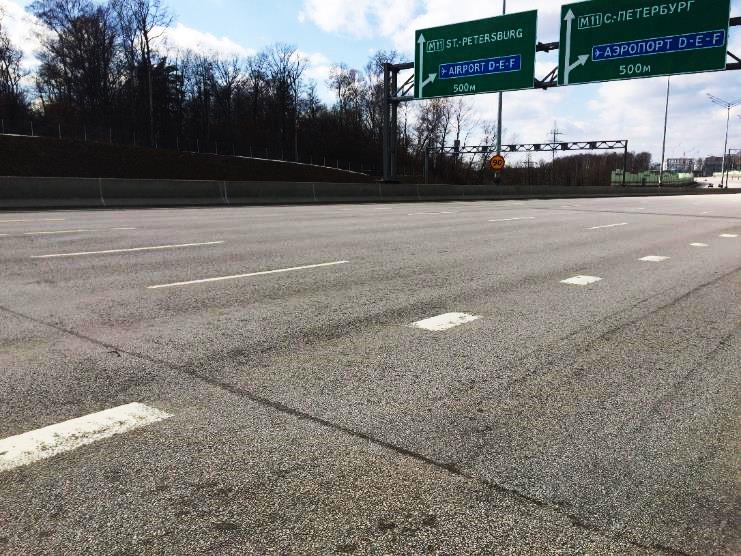 M11 ST.-PETERSBURG
AIRPORT D-E-F
500м
M11 С.-ПЕТЕРБУРГ
АЭРОПОРТ D-E-F
500м
90